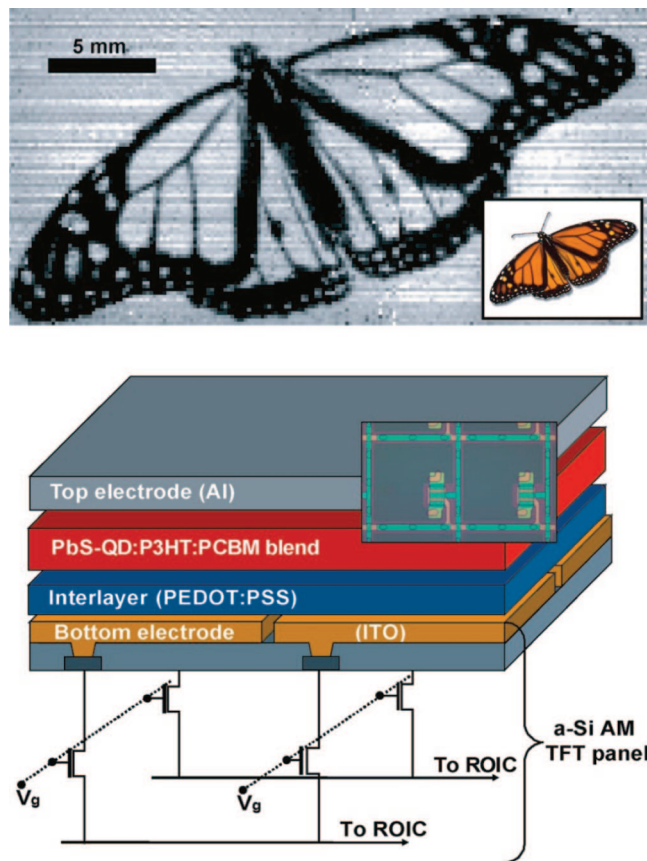 5 mm
Top electrode (Al)
PbS-QD:P3HT:PCBM blend
Interlayer (PEDOT:PSS)
Bottom electrode (ITO)
a-Si AM
TFT panel
To ROIC
Vg
Vg
To ROIC